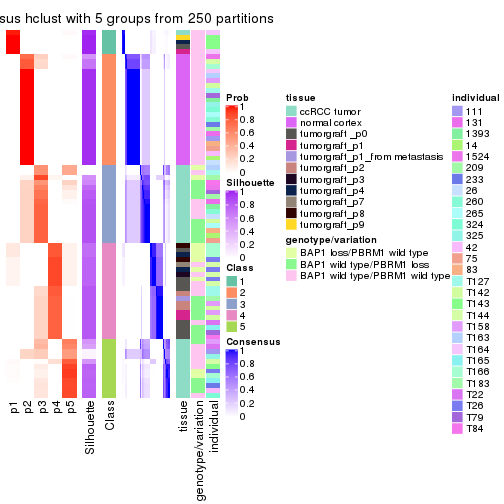 sus hclust with 5 groups from 250 partitions
p1
p2
p3
p4
p5
Silhouette
Class
tissue
genotype/variation
individual
Prob
1
0.8
0.6
0.4
0.2
0
Silhouette
1
0.8
0.6
0.4
0.2
0
Class
1
2
3
4
5
Consensus
1
0.8
0.6
0.4
0.2
0
tissue
ccRCC tumor
normal cortex
tumorgraft _p0
tumorgraft_p1
tumorgraft_p1_from metastasis
tumorgraft_p2
tumorgraft_p3
tumorgraft_p4
tumorgraft_p7
tumorgraft_p8
tumorgraft_p9
genotype/variation
BAP1 loss/PBRM1 wild type
BAP1 wild type/PBRM1 loss
BAP1 wild type/PBRM1 wild type
individual
111
131
1393
14
1524
209
233
26
260
265
324
325
42
75
83
T127
T142
T143
T144
T158
T163
T164
T165
T166
T183
T22
T26
T79
T84